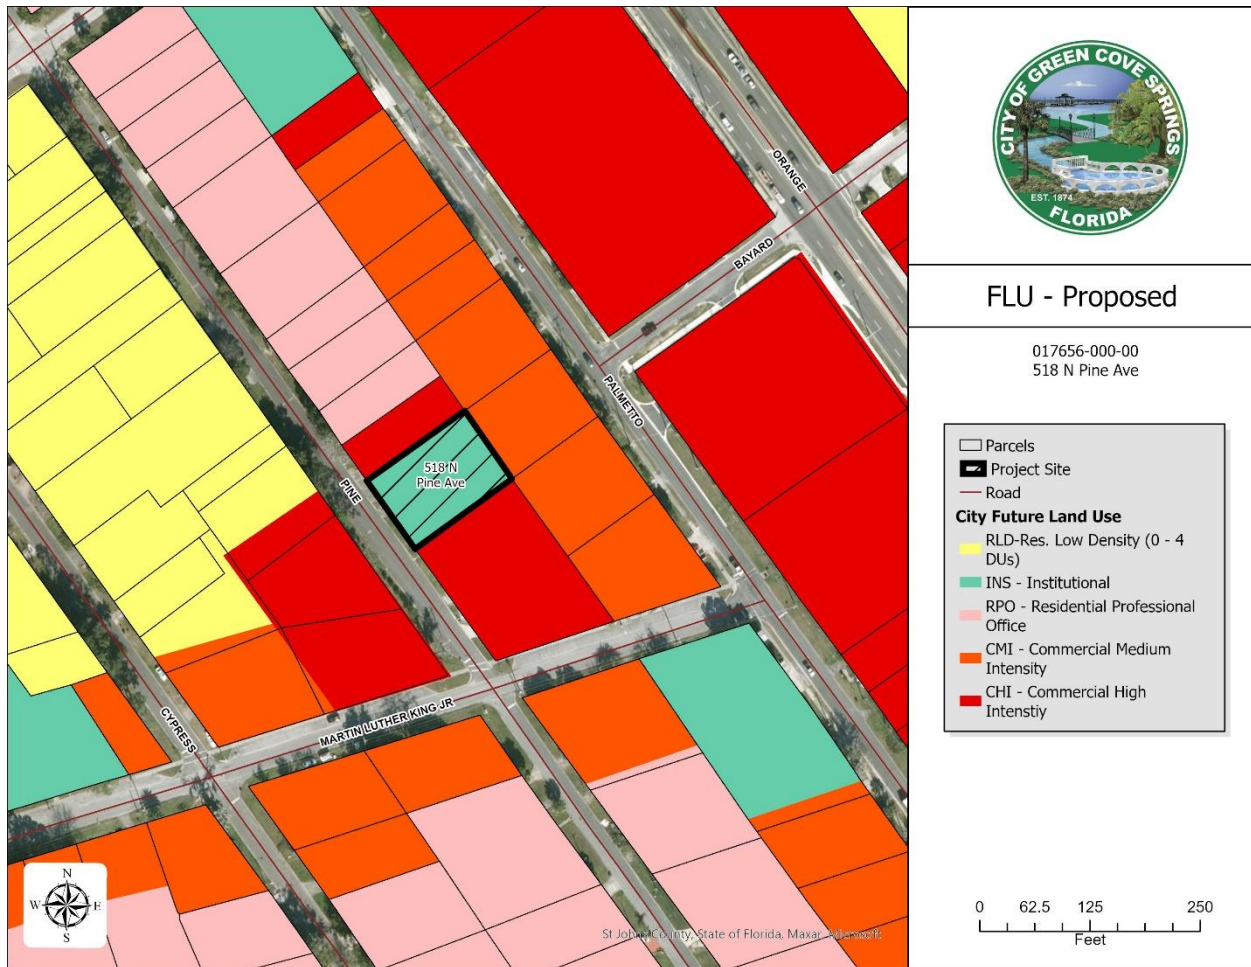 ORANGE
BAYARD
PALMETTO
518 N
Pine Ave
PINE
MARTIN LUTHER KING JR
CYPRESS
N
W
E
S
St Johns County, State of Florida, Maxar, Microsoft
CITY OF GREEN COVE SPRINGS
EST. 1874
FLORIDA
FLU - Proposed
017656-000-00
518 N Pine Ave
Parcels
Project Site
Road
City Future Land Use
RLD-Res. Low Density (0 - 4
DUs)
INS - Institutional
RPO - Residential Professional
Office
CMI - Commercial Medium
Intensity
CHI - Commercial High
Intenstiy
0 62.5 125 250
Feet